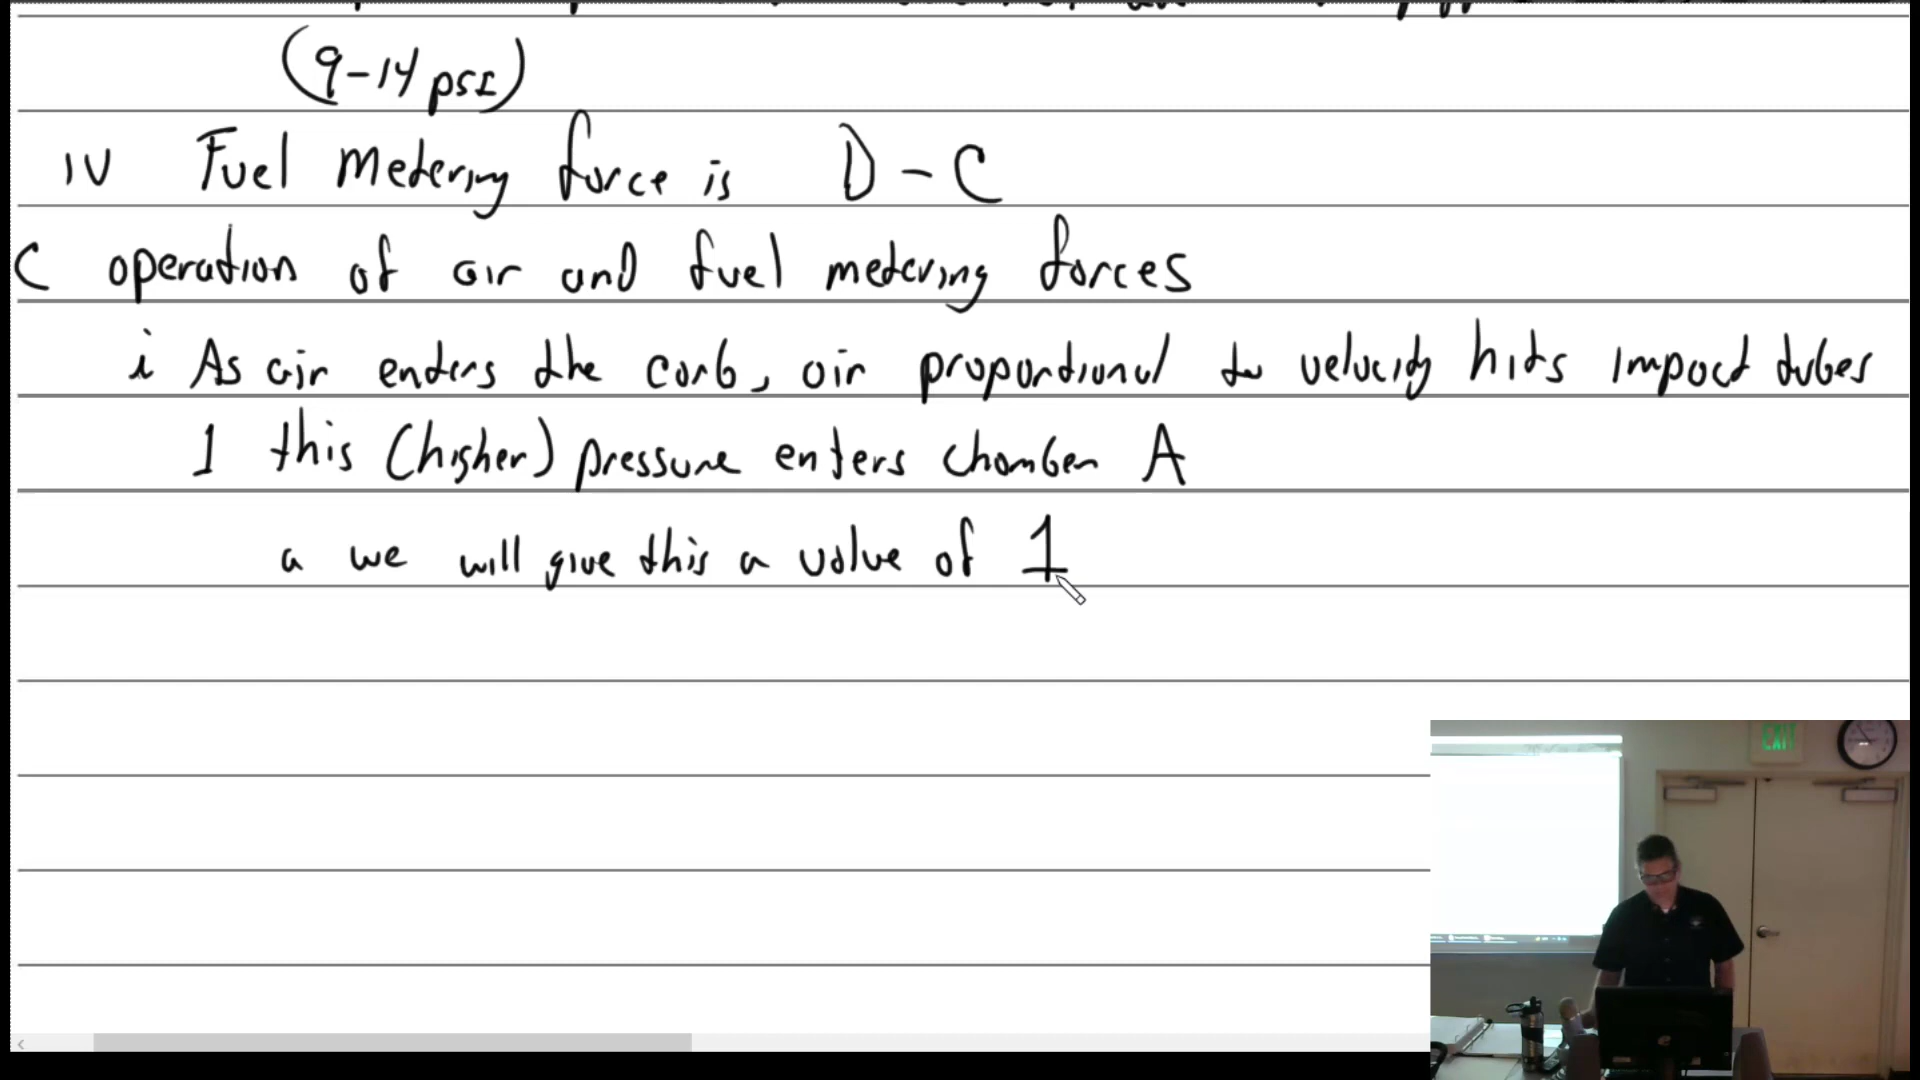 (9-14 psi)
iv Fuel Metering force is D-C
C operation of air and fuel metering forces
i As air enters the carb, air proportional to velocity hits impact tubes
1 this (higher) pressure enters chamber A
a we will give this a value of 1
EXIT